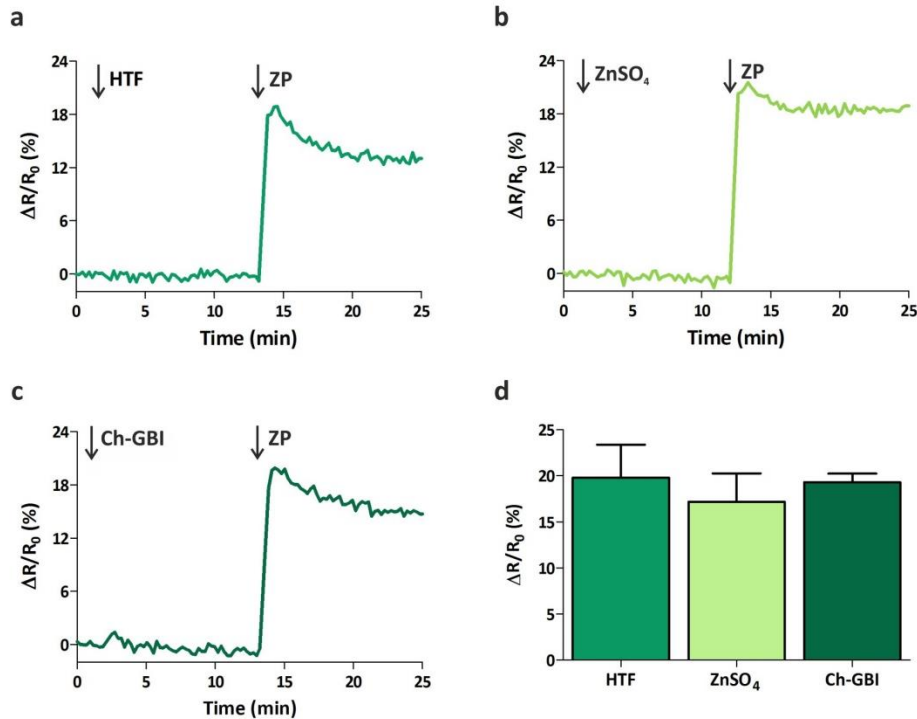 a
HTF
ZP
24
18
12
6
0
ΔR/R₀ (%)
0 5 10 15 20 25
Time (min)
b
ZnSO₄
ZP
24
18
12
6
0
ΔR/R₀ (%)
0 5 10 15 20 25
Time (min)
c
Ch-GBI
ZP
24
18
12
6
0
ΔR/R₀ (%)
0 5 10 15 20 25
Time (min)
d
25
20
15
10
5
0
ΔR/R₀ (%)
HTF ZnSO₄ Ch-GBI